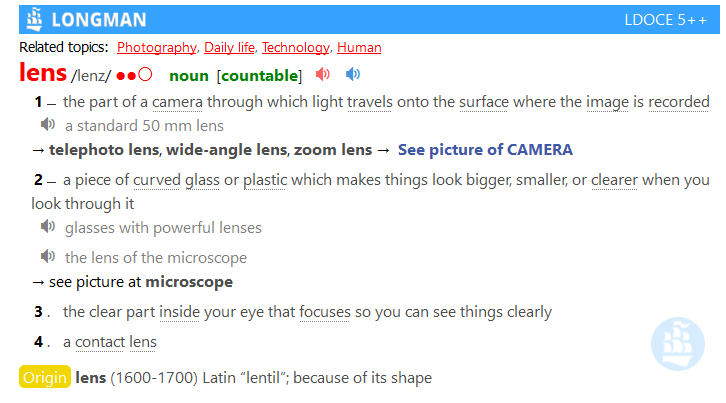 LONGMAN LDOCE 5++
Related topics: Photography, Daily life, Technology, Human
lens /lenz/ ●●○ noun [countable]
1 – the part of a camera through which light travels onto the surface where the image is recorded
a standard 50 mm lens
→ telephoto lens, wide-angle lens, zoom lens → See picture of CAMERA
2 – a piece of curved glass or plastic which makes things look bigger, smaller, or clearer when you
look through it
glasses with powerful lenses
the lens of the microscope
→ see picture at microscope
3 . the clear part inside your eye that focuses so you can see things clearly
4 . a contact lens
Origin lens (1600-1700) Latin “lentil”; because of its shape